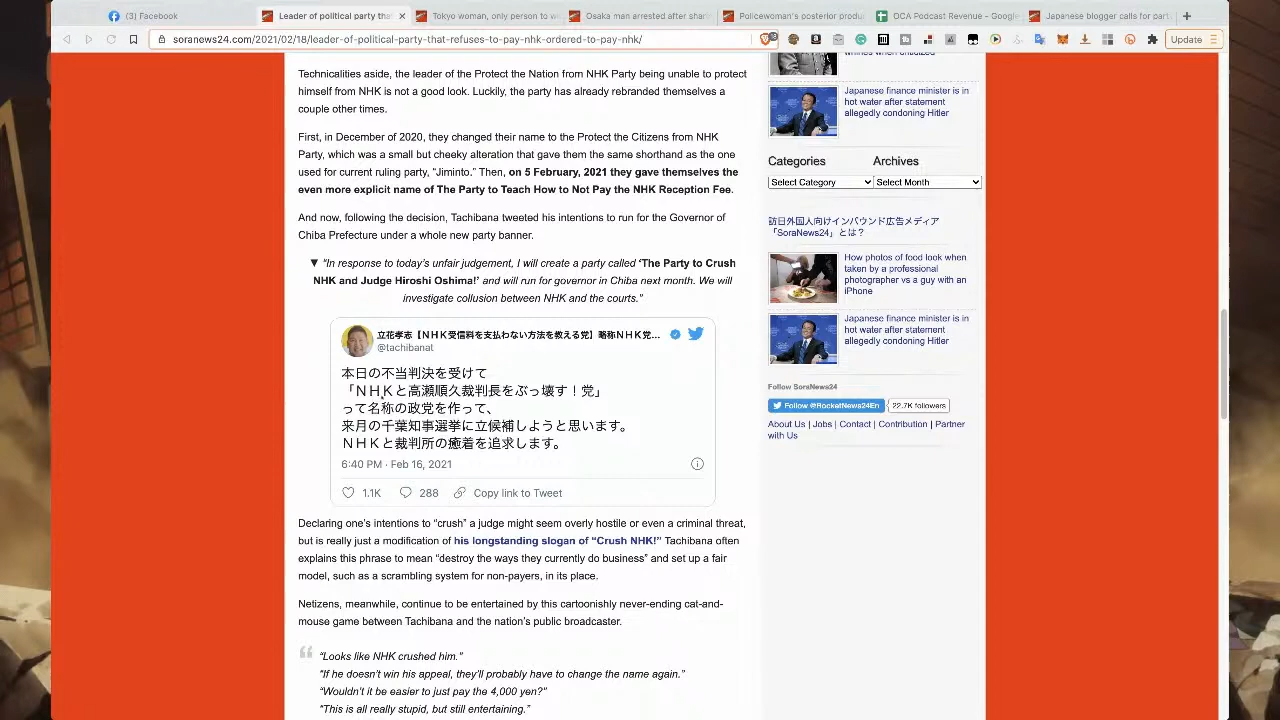 (3) Facebook
Leader of political party tha
Tokyo woman, only person to w
Osaka man arrested after shar
Policewoman's posterior produ
OCA Podcast Revenue - Google
Japanese blogger calls for part
soranews24.com/2021/02/18/leader-of-political-party-that-refuses-to-pay-nhk-ordered-to-pay-nhk/
Update
Technicalities aside, the leader of the Protect the Nation from NHK Party being unable to protect
himself from NHK is not a good look. Luckily, the party has already rebranded themselves a
couple other times.
First, in December of 2020, they changed their name to the Protect the Citizens from NHK
Party, which was a small but cheeky alteration that gave them the same shorthand as the one
used for current ruling party, “Jiminto.” Then, on 5 February, 2021 they gave themselves the
even more explicit name of The Party to Teach How to Not Pay the NHK Reception Fee.
And now, following the decision, Tachibana tweeted his intentions to run for the Governor of
Chiba Prefecture under a whole new party banner.
▼ “In response to today’s unfair judgement, I will create a party called ‘The Party to Crush
NHK and Judge Hiroshi Oshima!’ and will run for governor in Chiba next month. We will
investigate collusion between NHK and the courts.”
立花孝志【ＮＨＫ受信料を支払わない方法を教える党】略称ＮＨＫ党...
@tachibanat
本日の不当判決を受けて
「ＮＨＫと高瀬順久裁判長をぶっ壊す！党」
って名称の政党を作って、
来月の千葉知事選挙に立候補しようと思います。
ＮＨＫと裁判所の癒着を追求します。
6:40 PM · Feb 16, 2021
1.1K 288 Copy link to Tweet
Declaring one’s intentions to “crush” a judge might seem overly hostile or even a criminal threat,
but is really just a modification of his longstanding slogan of “Crush NHK!” Tachibana often
explains this phrase to mean “destroy the ways they currently do business” and set up a fair
model, such as a scrambling system for non-payers, in its place.
Netizens, meanwhile, continue to be entertained by this cartoonishly never-ending cat-and-
mouse game between Tachibana and the nation’s public broadcaster.
“Looks like NHK crushed him.”
“If he doesn’t win his appeal, they’ll probably have to change the name again.”
“Wouldn’t it be easier to just pay the 4,000 yen?”
“This is all really stupid, but still entertaining.”
Japanese finance minister is in
hot water after statement
allegedly condoning Hitler
Categories Archives
Select Category Select Month
訪日外国人向けインバウンド広告メディア
「SoraNews24」とは？
How photos of food look when
taken by a professional
photographer vs a guy with an
iPhone
Japanese finance minister is in
hot water after statement
allegedly condoning Hitler
Follow SoraNews24
Follow @RocketNews24En 22.7K followers
About Us | Jobs | Contact | Contribution | Partner
with Us